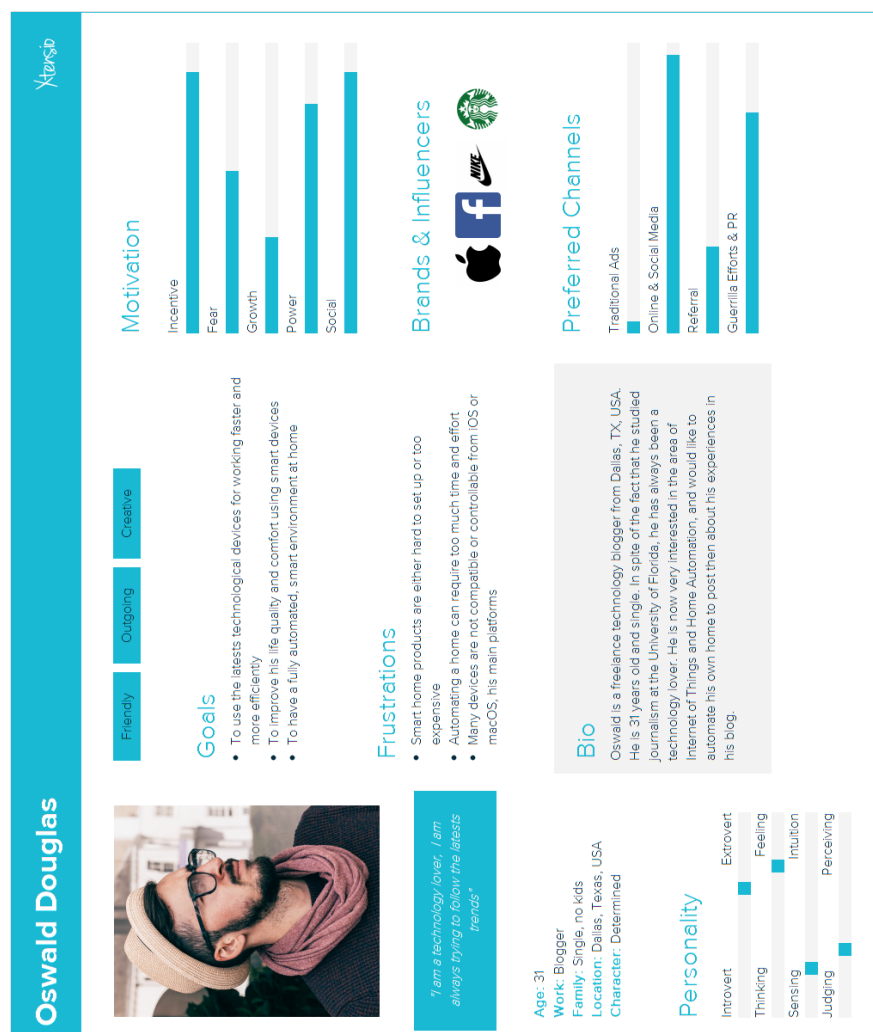 Oswald Douglas
Xtensio
"I am a technology lover, I am
always trying to follow the latests
trends"
Age: 31
Work: Blogger
Family: Single, no kids
Location: Dallas, Texas, USA
Character: Determined
Personality
Introvert Extrovert
Thinking Feeling
Sensing Intuition
Judging Perceiving
Friendly
Outgoing
Creative
Goals
• To use the latests technological devices for working faster and
more efficiently
• To improve his life quality and comfort using smart devices
• To have a fully automated, smart environment at home
Frustrations
• Smart home products are either hard to set up or too
expensive
• Automating a home can require too much time and effort
• Many devices are not compatible or controllable from iOS or
macOS, his main platforms
Bio
Oswald is a freelance technology blogger from Dallas, TX, USA.
He is 31 years old and single. In spite of the fact that he studied
journalism at the University of Florida, he has always been a
technology lover. He is now very interested in the area of
Internet of Things and Home Automation, and would like to
automate his own home to post then about his experiences in
his blog.
Motivation
Incentive
Fear
Growth
Power
Social
Brands & Influencers
f
NIKE
Preferred Channels
Traditional Ads
Online & Social Media
Referral
Guerrilla Efforts & PR